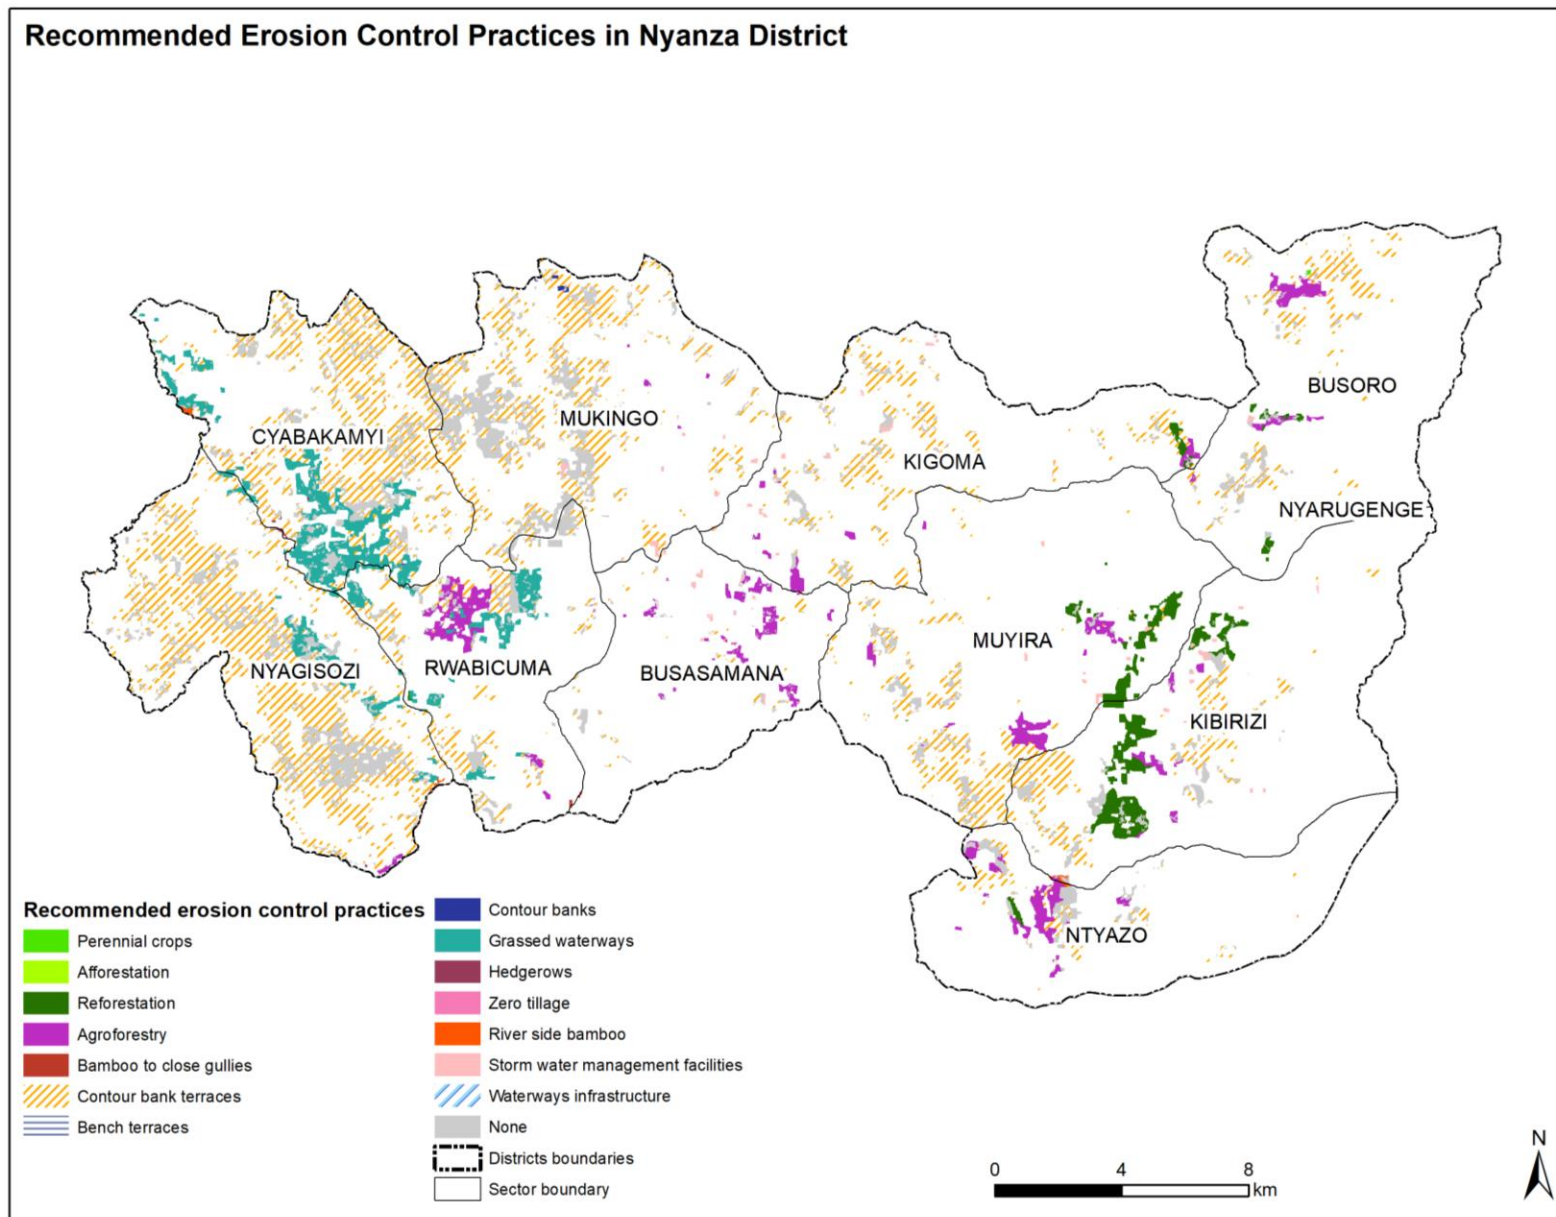 Recommended Erosion Control Practices in Nyanza District
BUSORO
CYABAKAMYI
MUKINGO
KIGOMA
NYARUGENGE
NYAGISOZI
RWABICUMA
BUSASAMANA
MUYIRA
KIBIRIZI
NTYAZO
Recommended erosion control practices
Perennial crops
Afforestation
Reforestation
Agroforestry
Bamboo to close gullies
Contour bank terraces
Bench terraces
Contour banks
Grassed waterways
Hedgerows
Zero tillage
River side bamboo
Storm water management facilities
Waterways infrastructure
None
Districts boundaries
Sector boundary
0 4 8
km
N